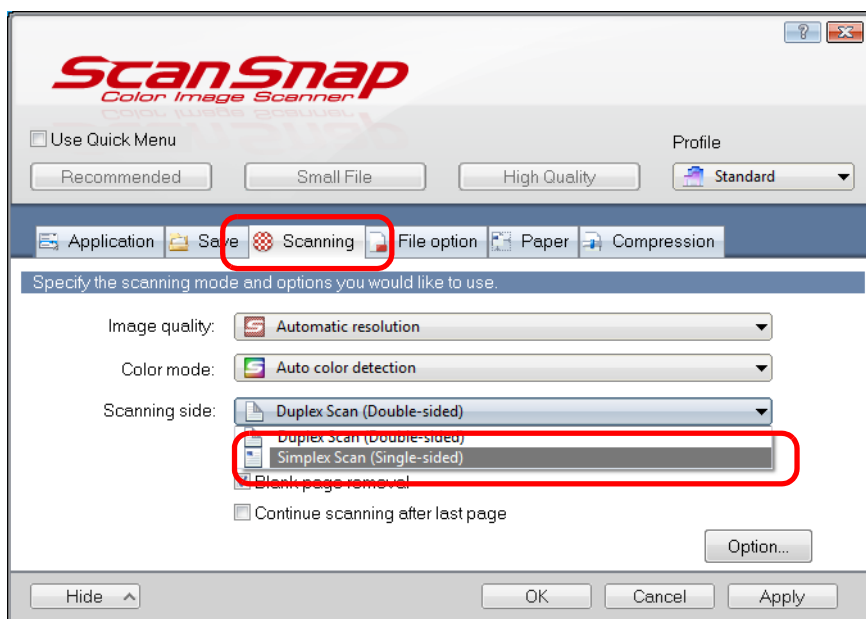 ScanSnap
Color Image Scanner
Use Quick Menu
Profile
Recommended Small File High Quality Standard
Application Save Scanning File option Paper Compression
Specify the scanning mode and options you would like to use.
Image quality: Automatic resolution
Color mode: Auto color detection
Scanning side: Duplex Scan (Double-sided)
Duplex Scan (Double-sided)
Simplex Scan (Single-sided)
Blank page removal
Continue scanning after last page
Option...
Hide OK Cancel Apply